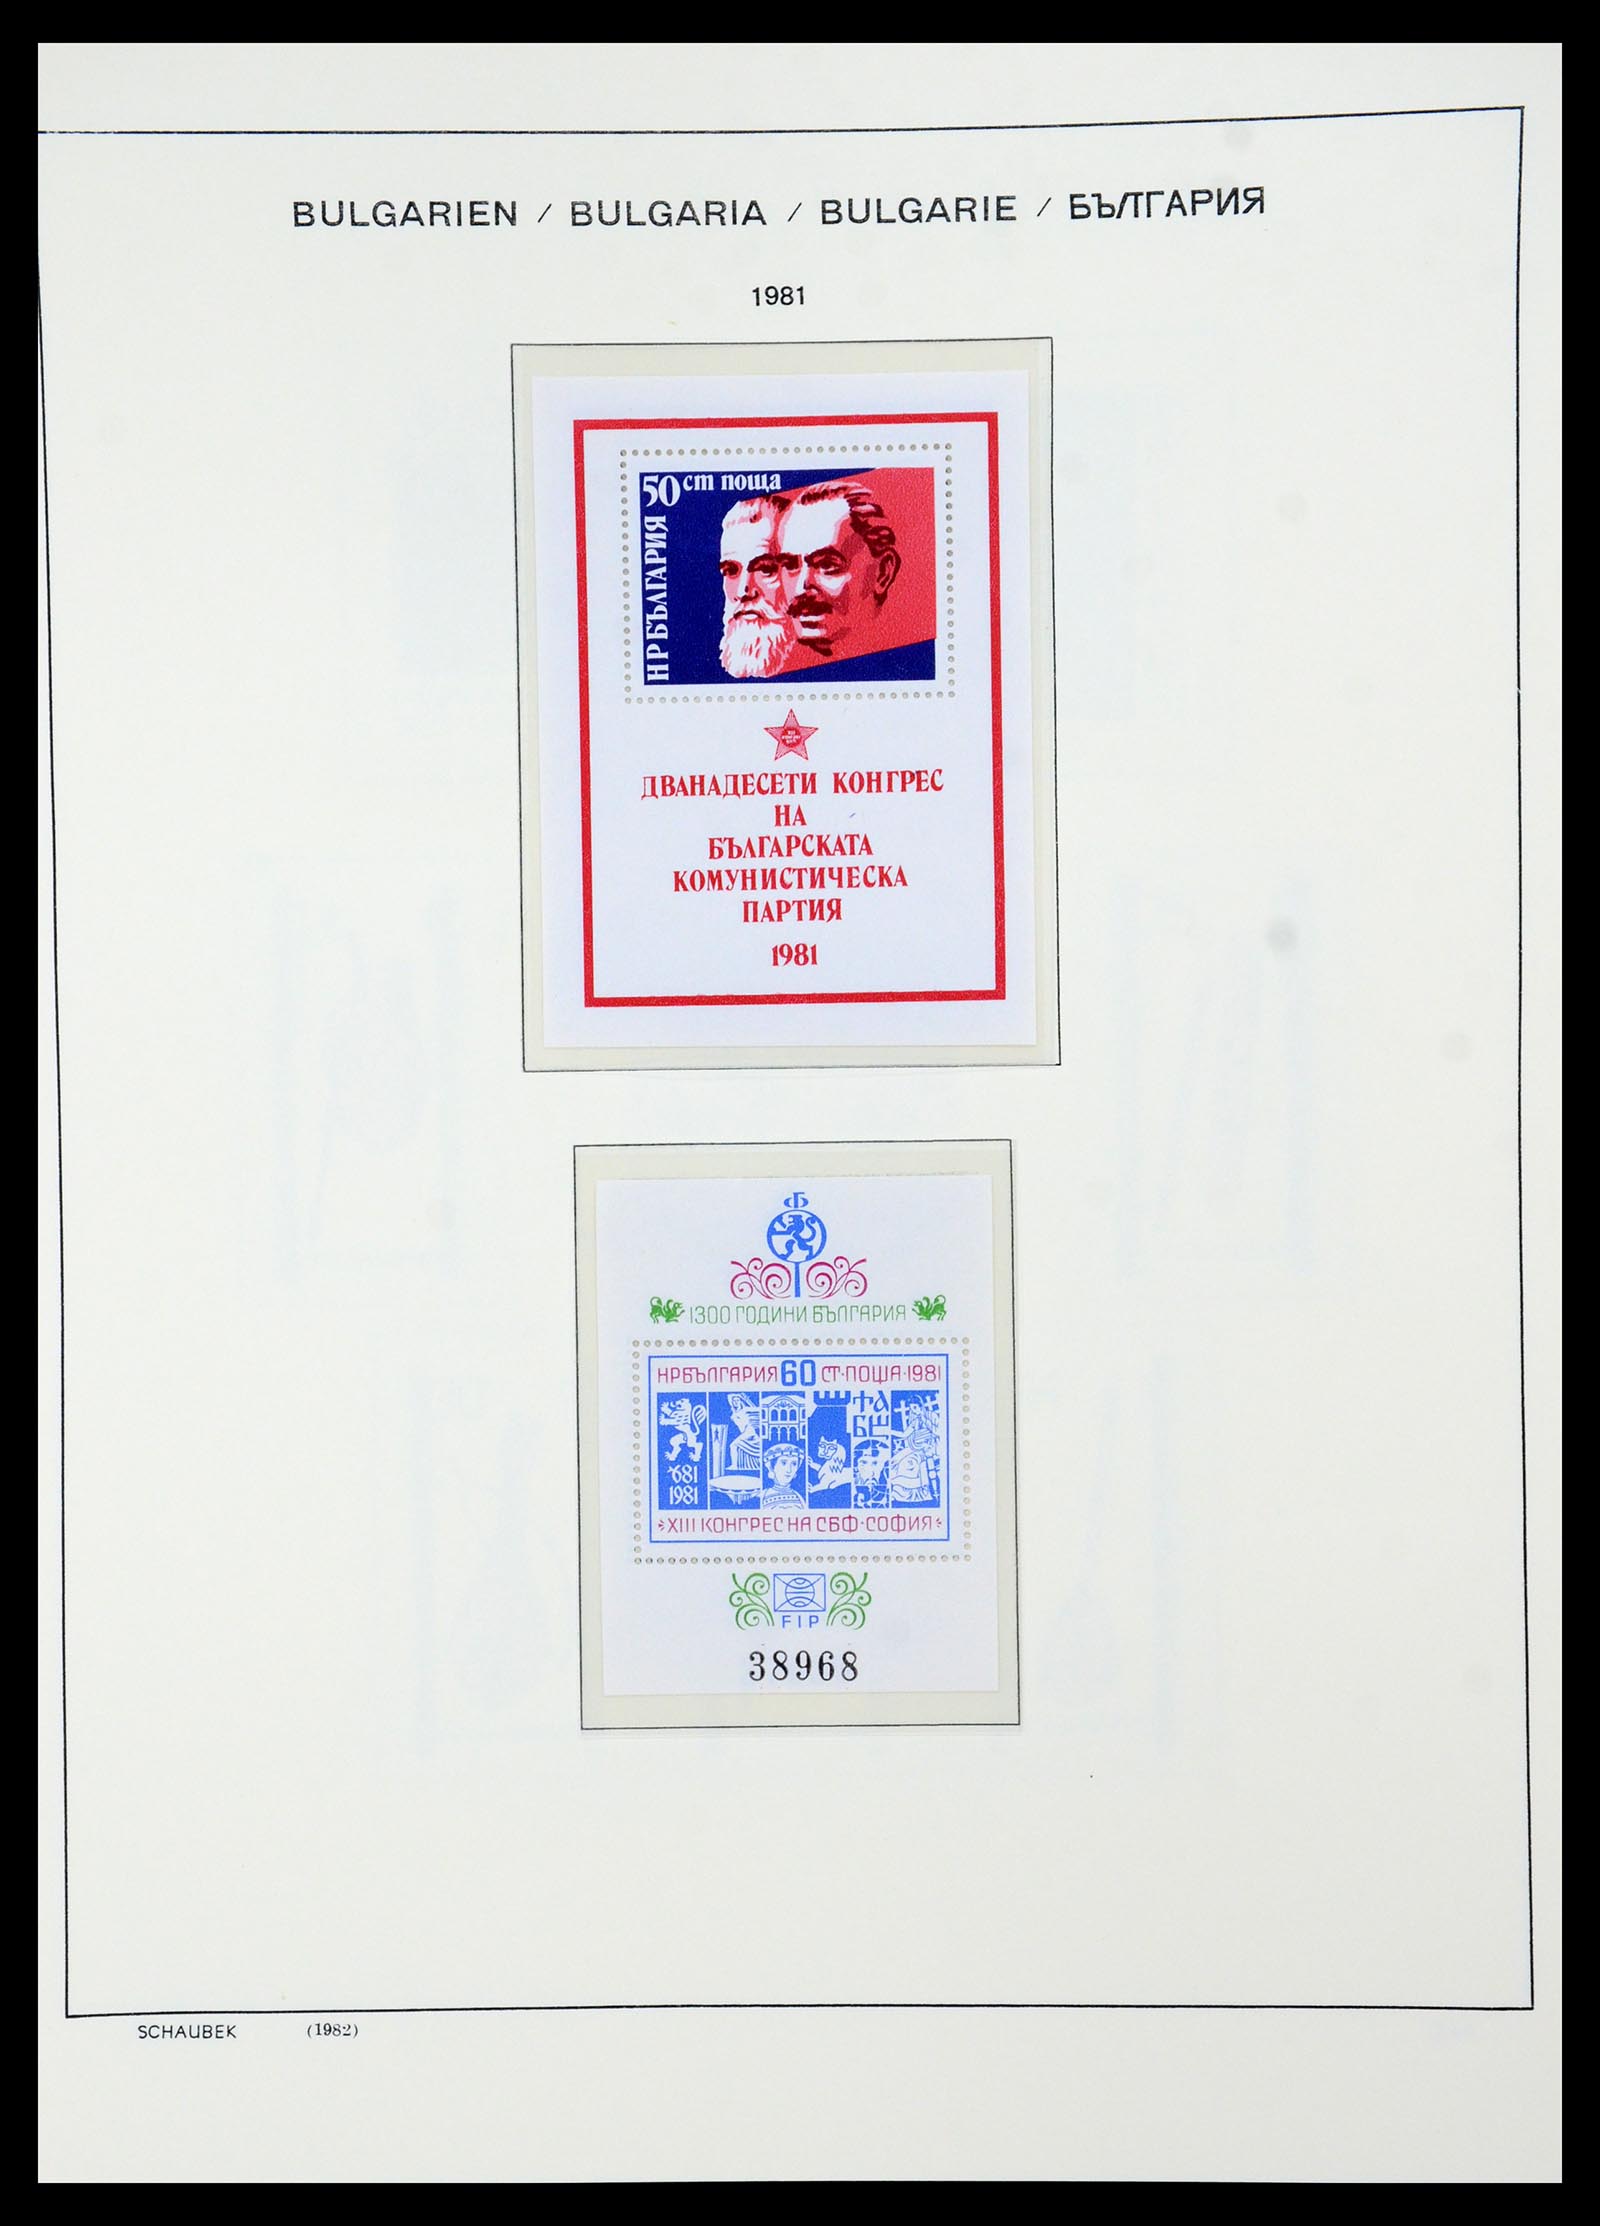 BULGARIEN / BULGARIA / BULGARIE / БЪЛГАРИЯ
1981
50 ст поща
НР БЪЛГАРИЯ
ДВАНАДЕСЕТИ КОНГРЕС
НА
БЪЛГАРСКАТА
КОМУНИСТИЧЕСКА
ПАРТИЯ
1981
Б
1300 ГОДИНИ БЪЛГАРИЯ
НРБЪЛГАРИЯ 60 СТ·ПОЩА·1981
681
1981
XIII КОНГРЕС НА СБФ·СОФИЯ
FIP
38968
SCHAUBEK (1982)